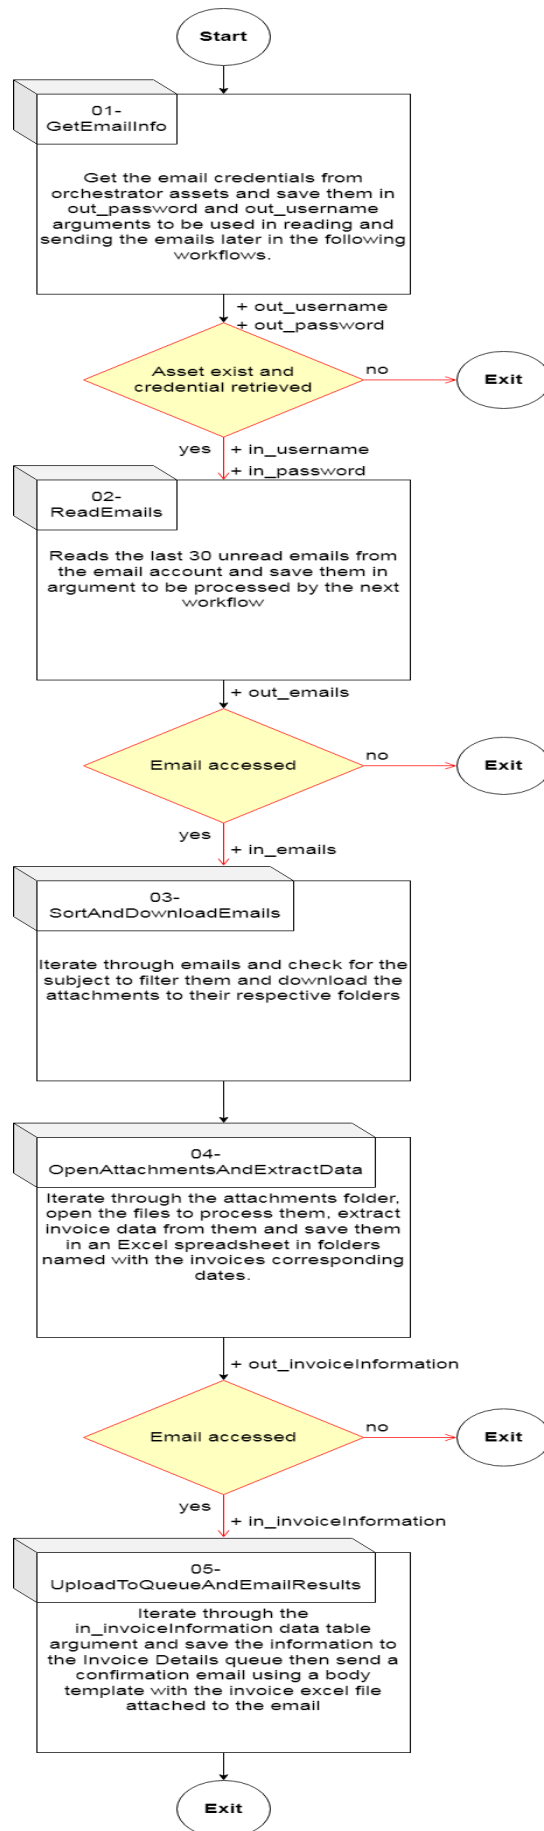 Start
01-
GetEmailInfo
Get the email credentials from
orchestrator assets and save them in
out_password and out_username
arguments to be used in reading and
sending the emails later in the following
workflows.
+ out_username
+ out_password
Asset exist and
credential retrieved
no
Exit
yes
+ in_username
+ in_password
02-
ReadEmails
Reads the last 30 unread emails from
the email account and save them in
argument to be processed by the next
workflow
+ out_emails
Email accessed
no
Exit
yes
+ in_emails
03-
SortAndDownloadEmails
Iterate through emails and check for the
subject to filter them and download the
attachments to their respective folders
04-
OpenAttachmentsAndExtractData
Iterate through the attachments folder,
open the files to process them, extract
invoice data from them and save them
in an Excel spreadsheet in folders
named with the invoices corresponding
dates.
+ out_invoiceInformation
Email accessed
no
Exit
yes
+ in_invoiceInformation
05-
UploadToQueueAndEmailResults
Iterate through the
in_invoiceInformation data table
argument and save the information to
the Invoice Details queue then send a
confirmation email using a body
template with the invoice excel file
attached to the email
Exit